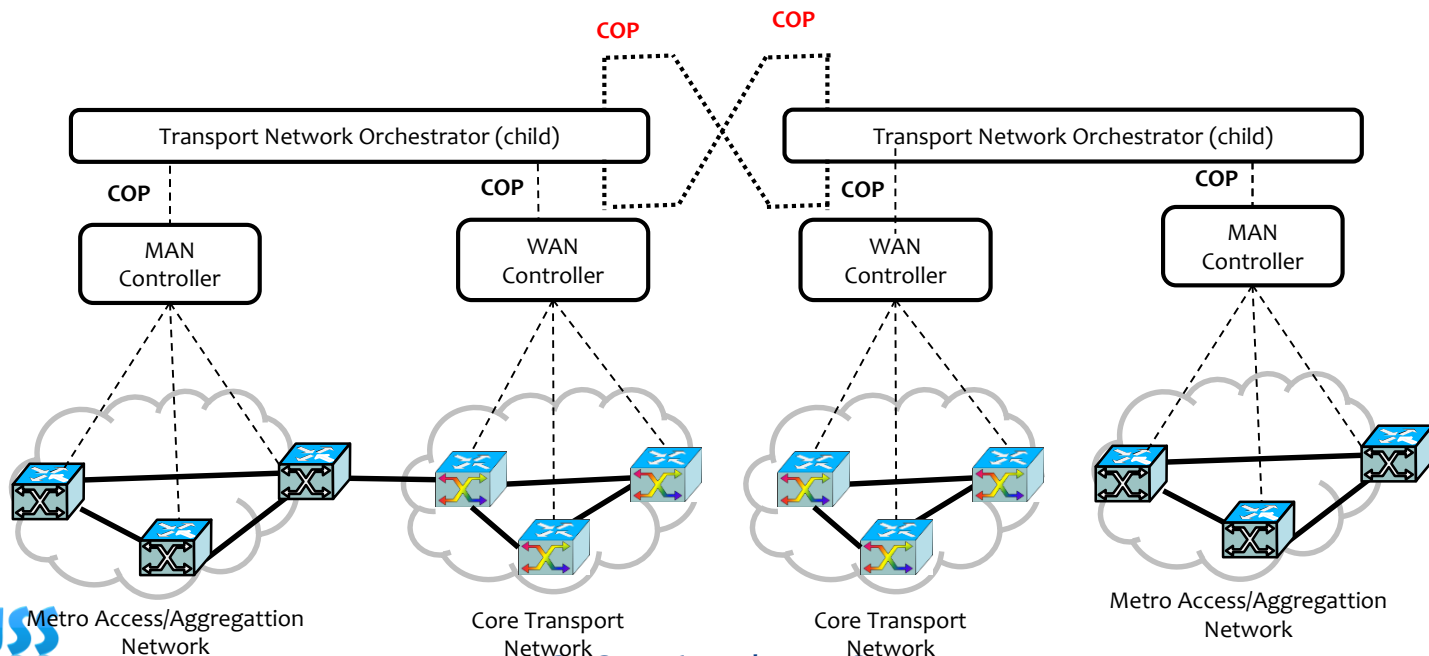 COP
COP
Transport Network Orchestrator (child)
Transport Network Orchestrator (child)
COP
COP
COP
COP
MAN
Controller
WAN
Controller
WAN
Controller
MAN
Controller
Metro Access/Aggregattion
Network
Core Transport
Network
Core Transport
Network
Metro Access/Aggregattion
Network